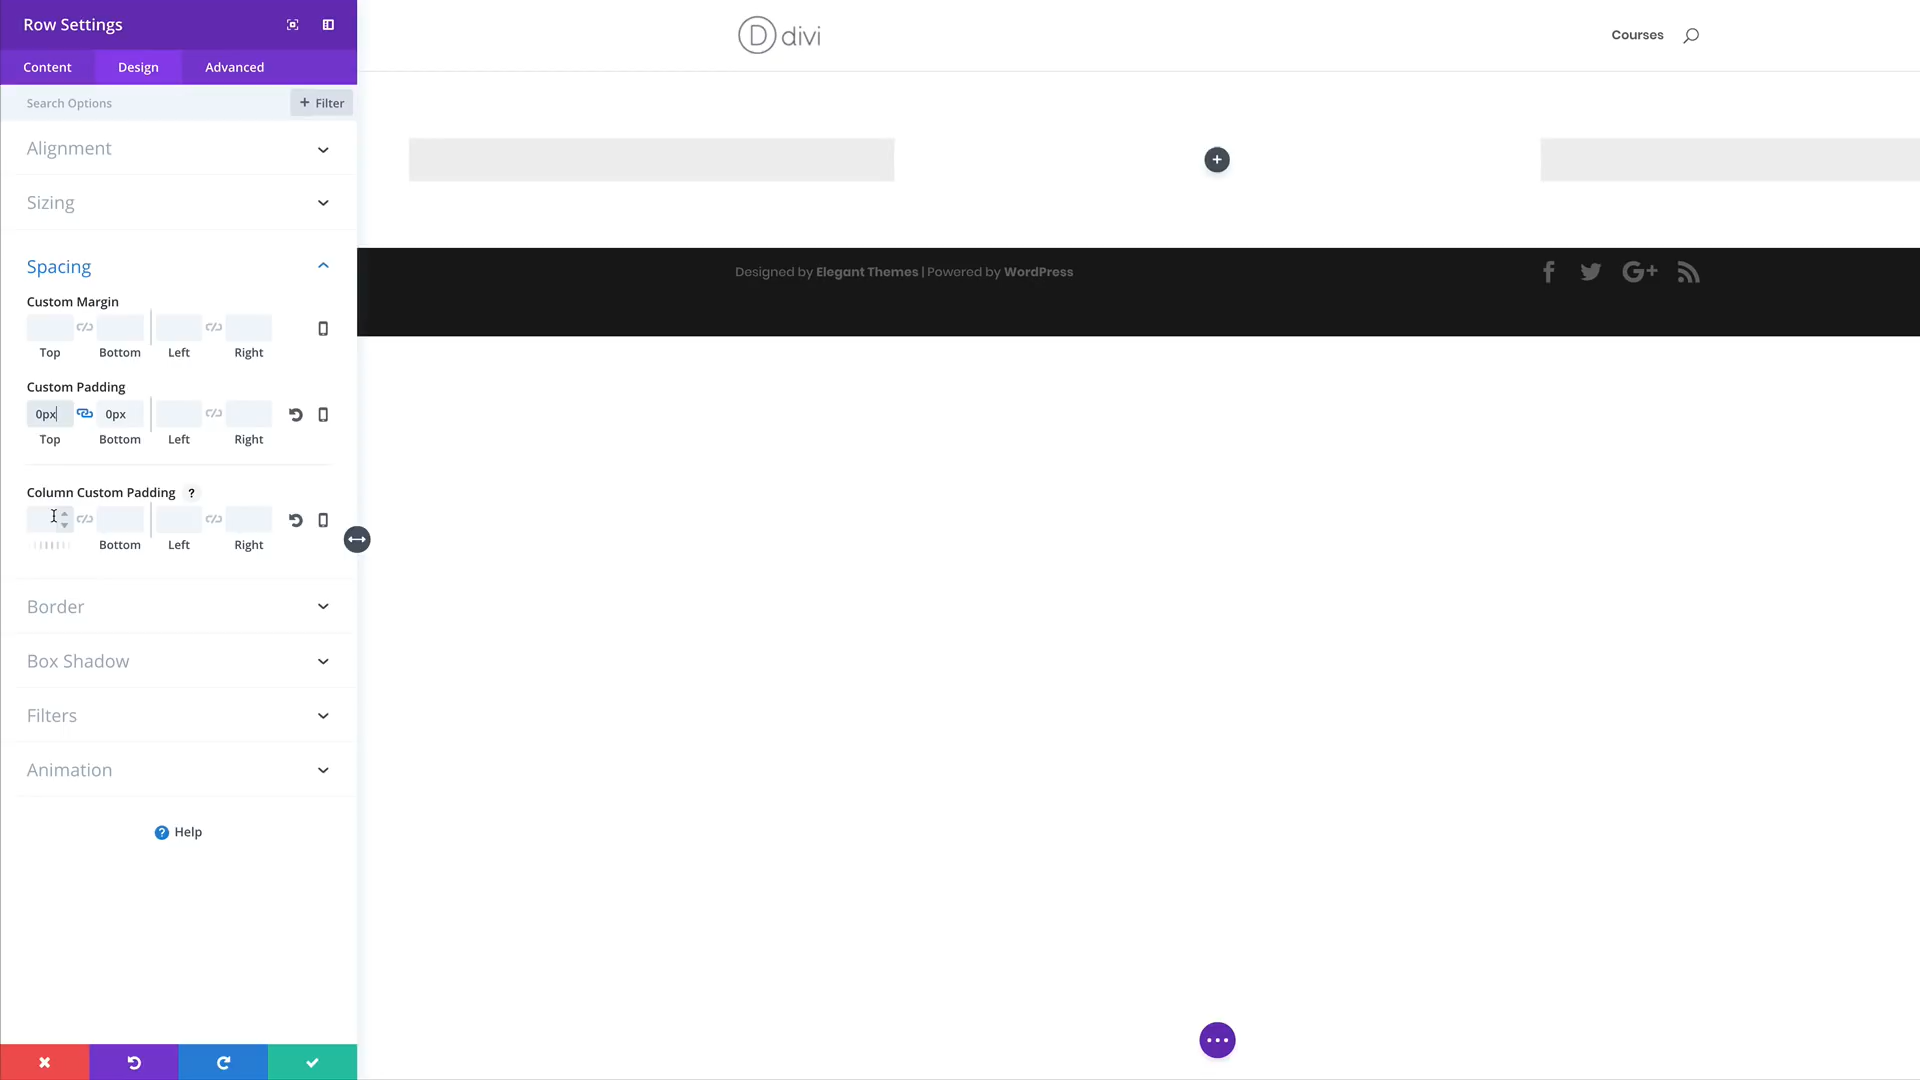 Row Settings
Content
Design
Advanced
Search Options
+ Filter
Alignment
Sizing
Spacing
Custom Margin
Top
Bottom
Left
Right
Custom Padding
0px
0px
Top
Bottom
Left
Right
Column Custom Padding ?
Bottom
Left
Right
Border
Box Shadow
Filters
Animation
? Help
D divi
Courses
Designed by Elegant Themes | Powered by WordPress